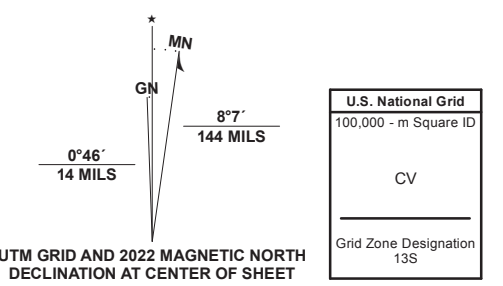 ★
MN
GN
8°7´
144 MILS
0°46´
14 MILS
UTM GRID AND 2022 MAGNETIC NORTH
DECLINATION AT CENTER OF SHEET
U.S. National Grid
100,000 - m Square ID
CV
Grid Zone Designation
13S